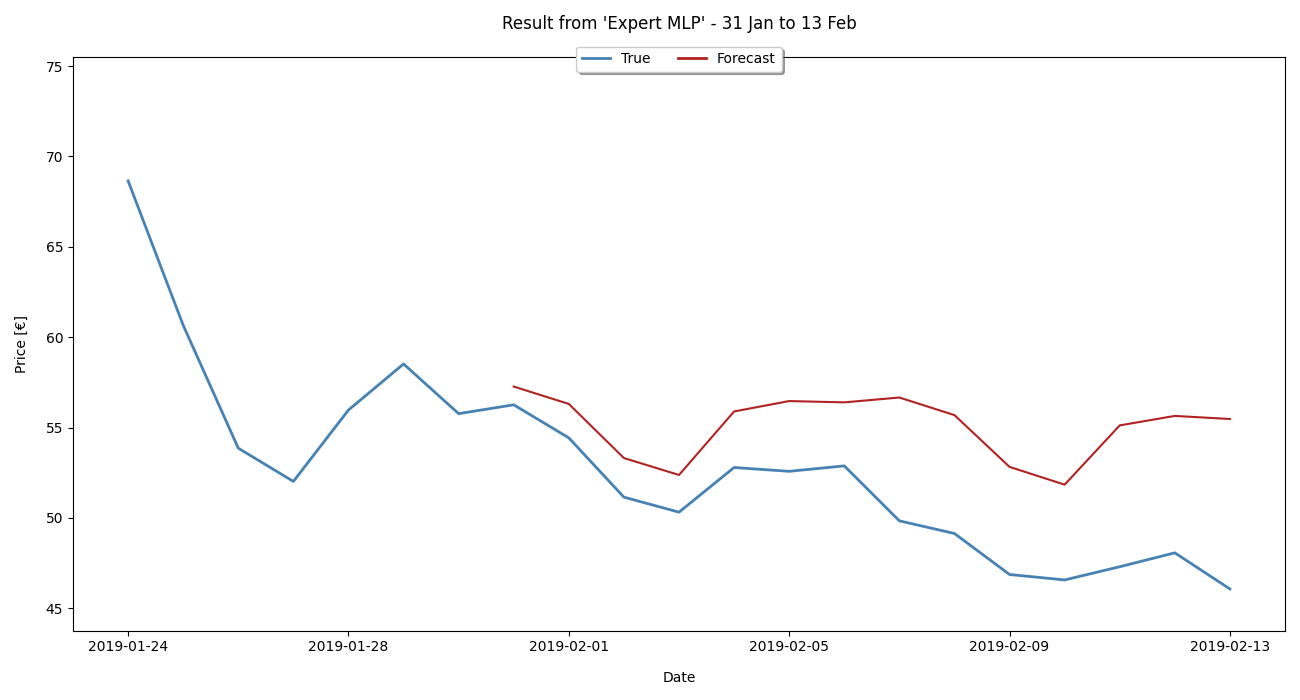 Result from 'Expert MLP' - 31 Jan to 13 Feb
True Forecast
75
70
65
60
55
50
45
Price [€]
2019-01-24 2019-01-28 2019-02-01 2019-02-05 2019-02-09 2019-02-13
Date